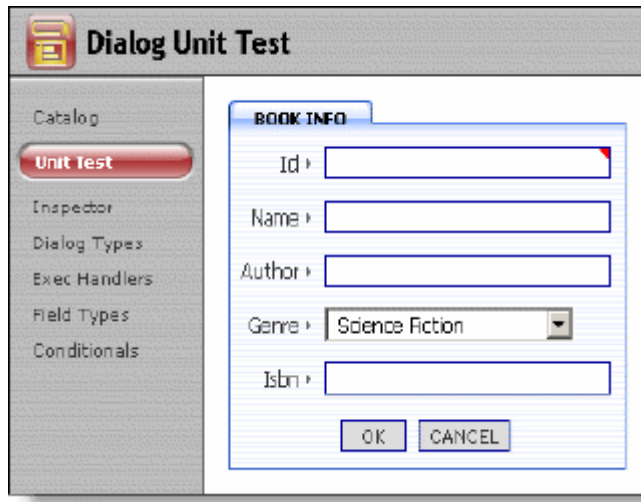 Dialog Unit Test
Catalog
Unit Test
Inspector
Dialog Types
Exec Handlers
Field Types
Conditionals
BOOK INFO
Id
Name
Author
Genre Science Fiction
Isbn
OK CANCEL